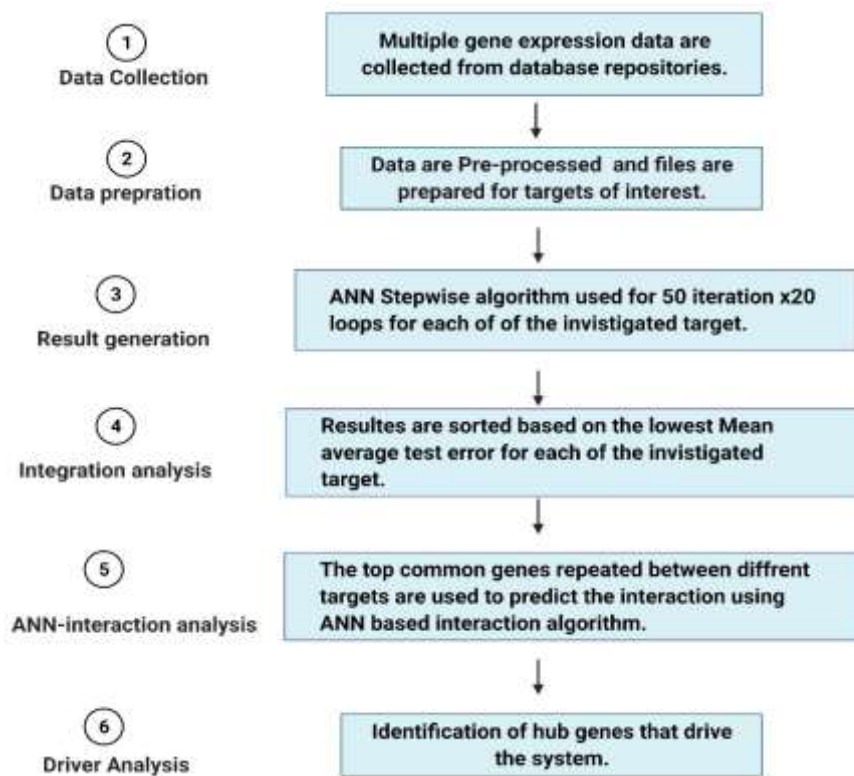 1
Data Collection
Multiple gene expression data are
collected from database repositories.
2
Data prepration
Data are Pre-processed and files are
prepared for targets of interest.
3
Result generation
ANN Stepwise algorithm used for 50 iteration x20
loops for each of of the invistigated target.
4
Integration analysis
Resultes are sorted based on the lowest Mean
average test error for each of the invistigated
target.
5
ANN-interaction analysis
The top common genes repeated between diffrent
targets are used to predict the interaction using
ANN based interaction algorithm.
6
Driver Analysis
Identification of hub genes that drive
the system.